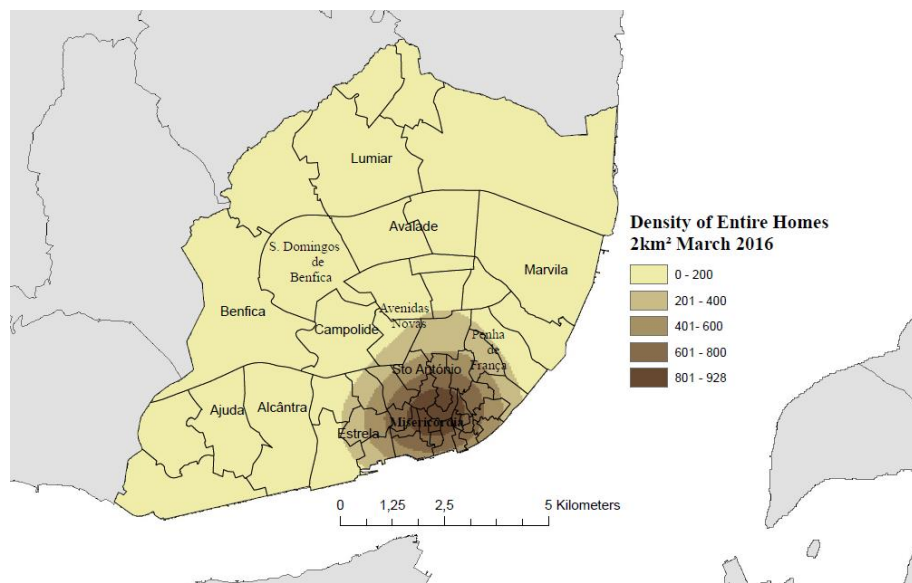 Lumiar
Avalade
S. Domingos
de
Benfica
Marvila
Benfica
Avenidas
Novas
Campolide
Penha
de
França
Sto António
Ajuda
Alcântra
Misericórdia
Estrela
Density of Entire Homes
2km² March 2016
0 - 200
201 - 400
401- 600
601 - 800
801 - 928
0 1,25 2,5 5 Kilometers